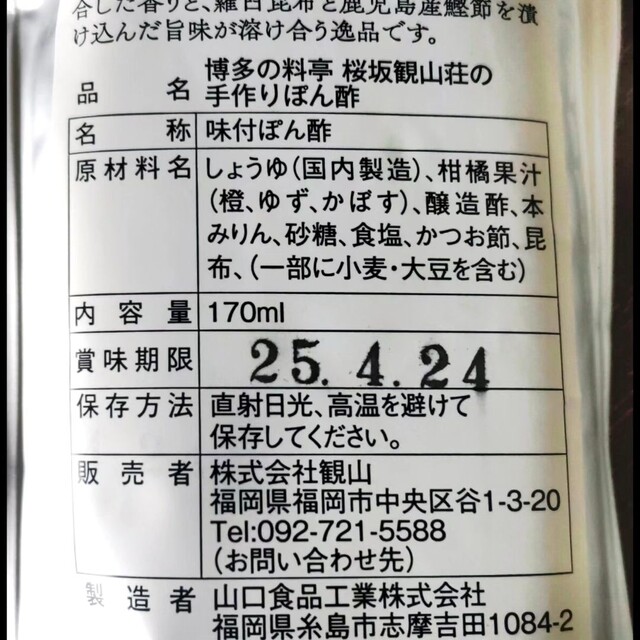 合した香りと、羅臼昆布と鹿児島産鰹節を漬
け込んだ旨味が溶け合う逸品です。
品名 博多の料亭 桜坂観山荘の
手作りぽん酢
名称 味付ぽん酢
原材料名 しょうゆ(国内製造)、柑橘果汁
(橙、ゆず、かぼす)、醸造酢、本
みりん、砂糖、食塩、かつお節、昆
布、(一部に小麦・大豆を含む)
内容量 170ml
賞味期限 25.4.24
保存方法 直射日光、高温を避けて
保存してください。
販売者 株式会社観山
福岡県福岡市中央区谷1-3-20
Tel:092-721-5588
(お問い合わせ先)
製造者 山口食品工業株式会社
福岡県糸島市志摩吉田1084-2